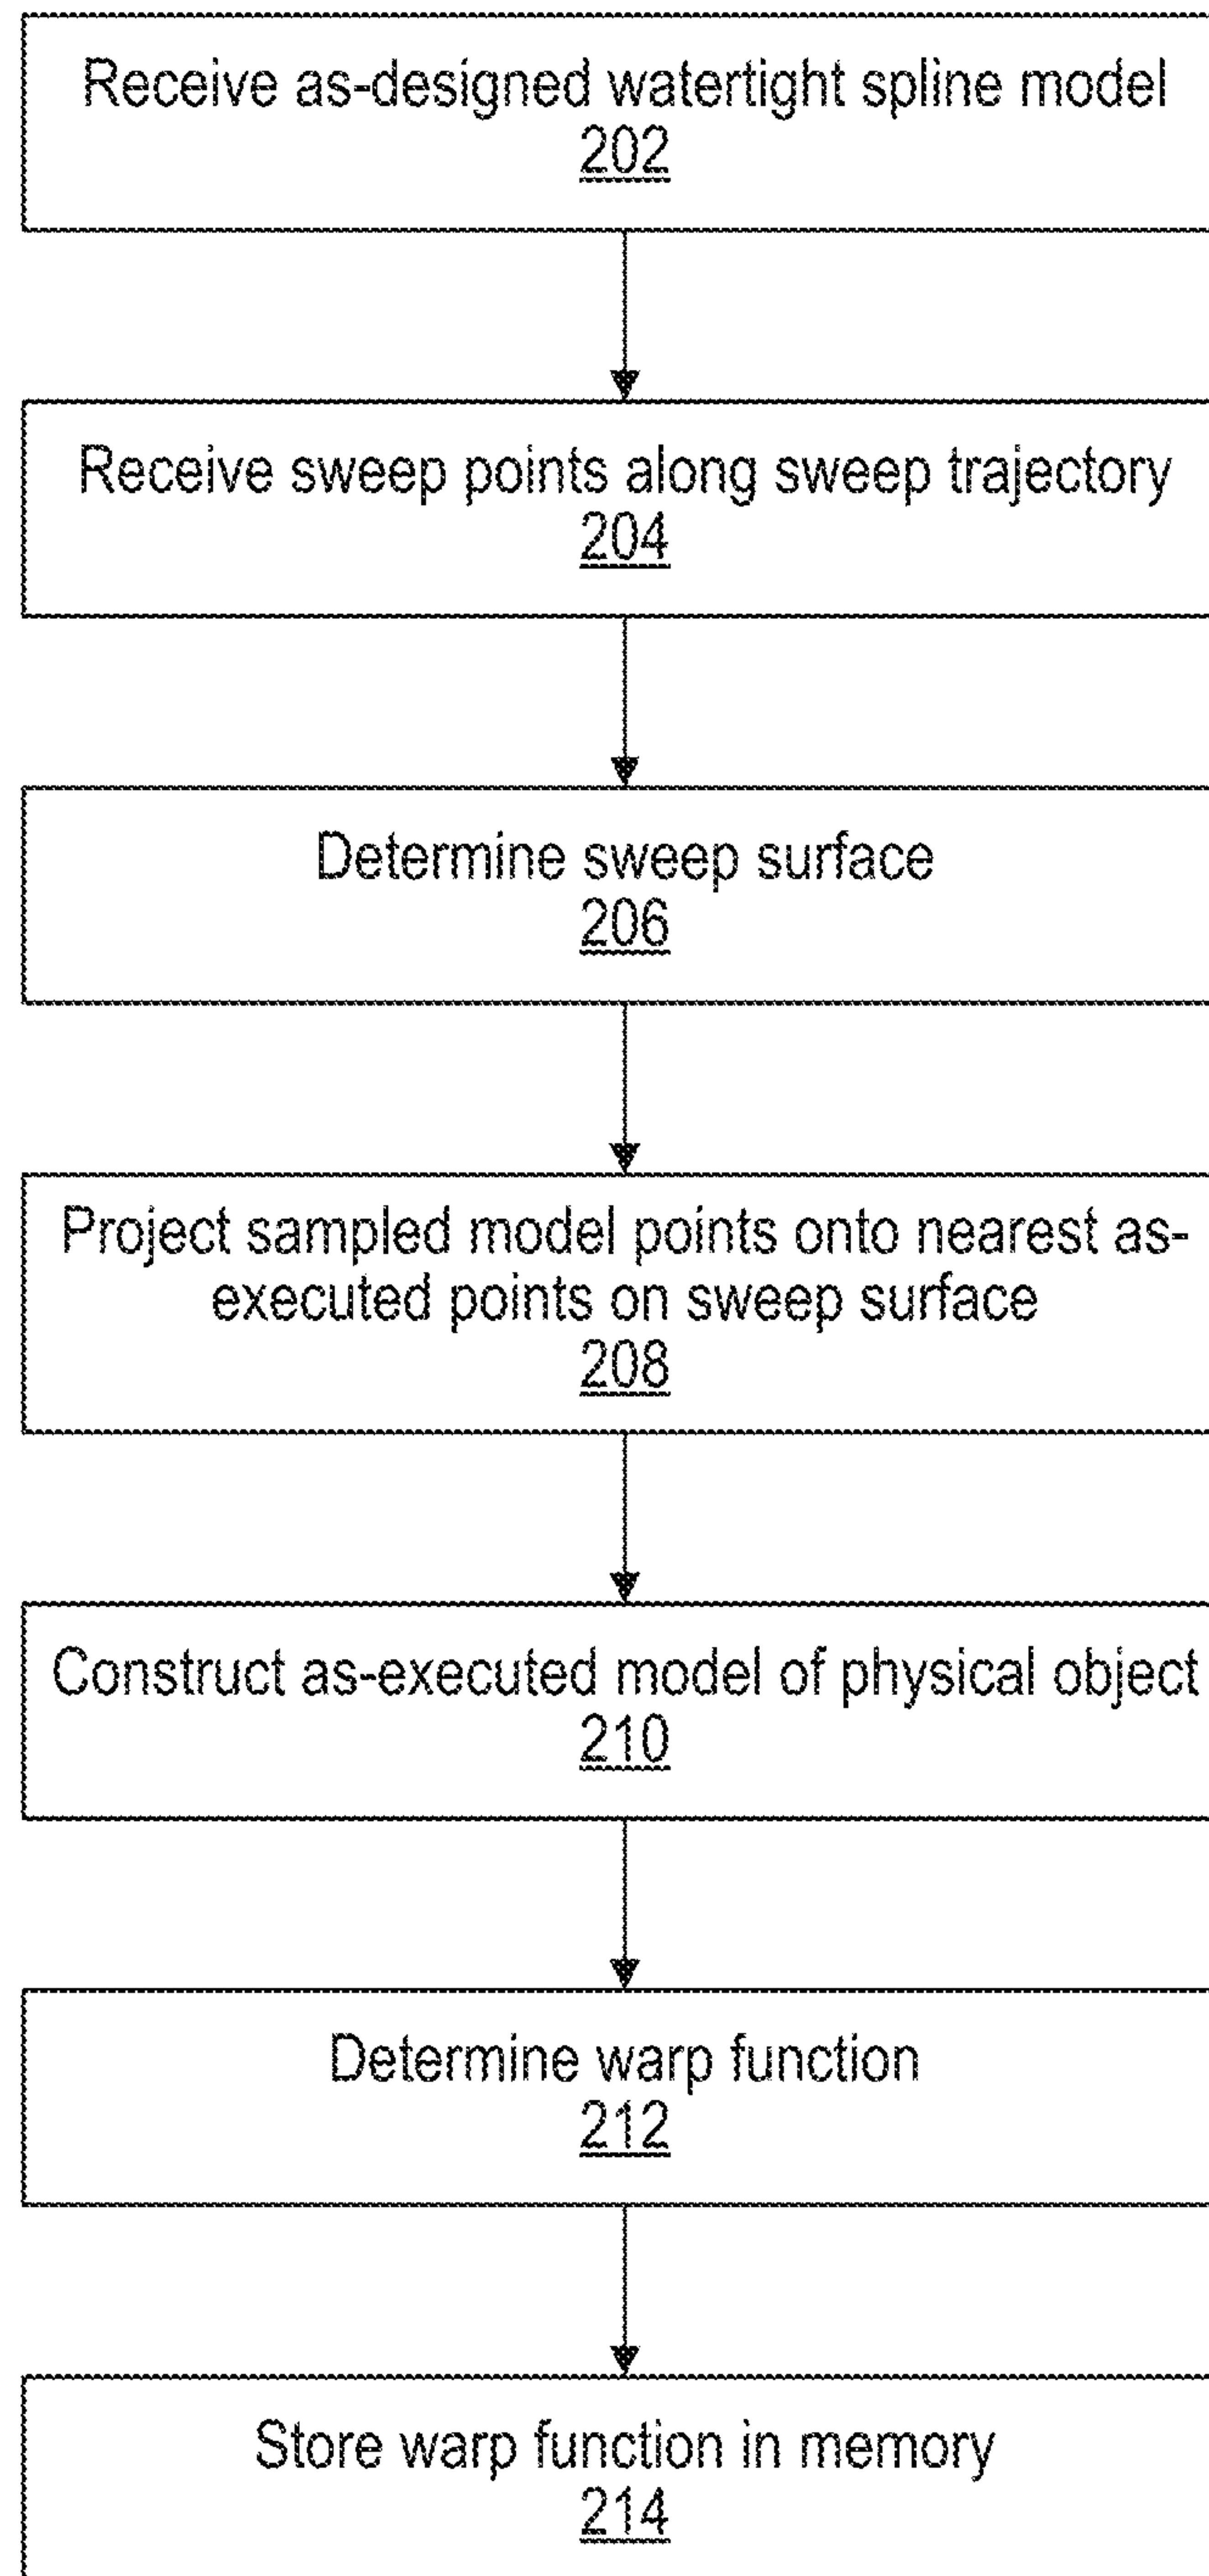 Receive as-designed watertight spline model
202
Receive sweep points along sweep trajectory
204
Determine sweep surface
206
Project sampled model points onto nearest as-
executed points on sweep surface
208
Construct as-executed model of physical object
210
Determine warp function
212
Store warp function in memory
214